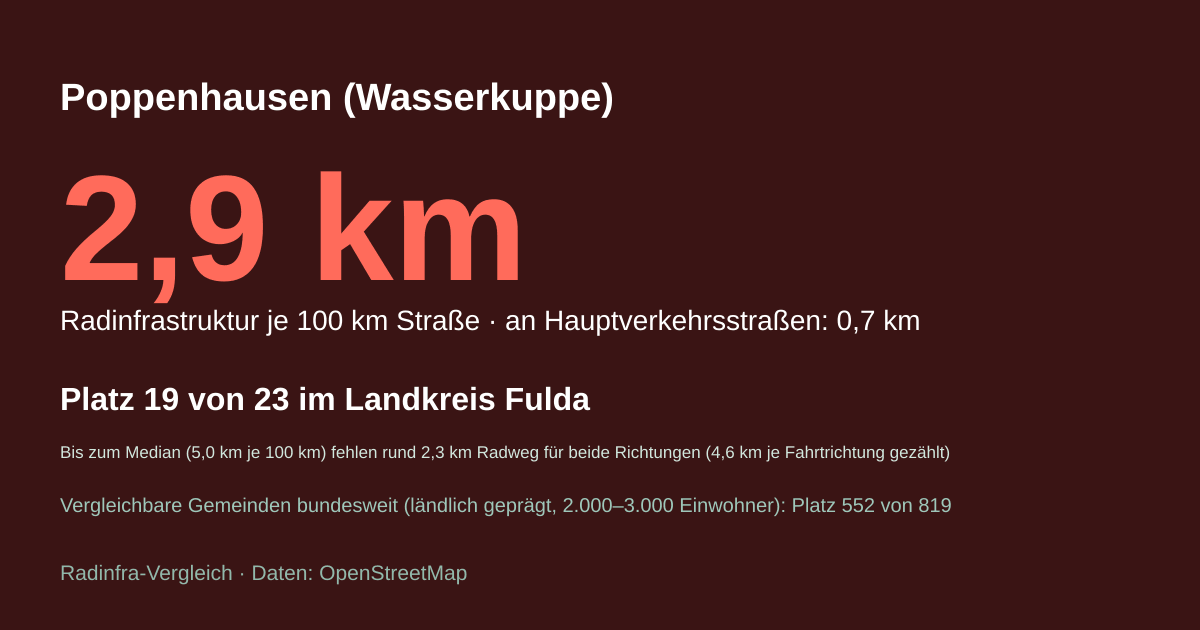 Poppenhausen (Wasserkuppe)
2,9 km
Radinfrastruktur je 100 km Straße · an Hauptverkehrsstraßen: 0,7 km
Platz 19 von 23 im Landkreis Fulda
Bis zum Median (5,0 km je 100 km) fehlen rund 2,3 km Radweg für beide Richtungen (4,6 km je Fahrtrichtung gezählt)
Vergleichbare Gemeinden bundesweit (ländlich geprägt, 2.000–3.000 Einwohner): Platz 552 von 819
Radinfra-Vergleich · Daten: OpenStreetMap